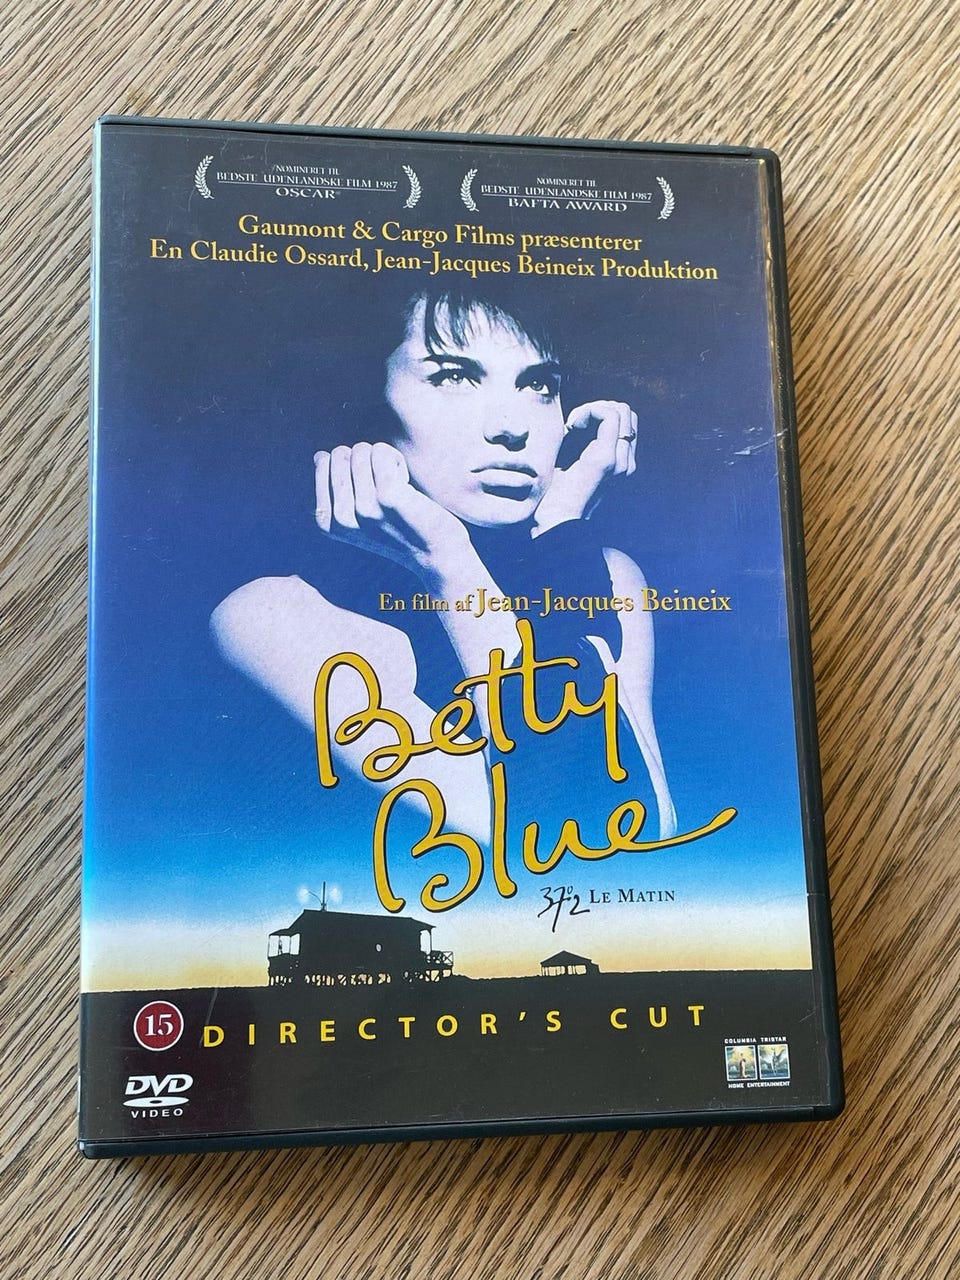 NOMINERET TIL
BEDSTE UDENLANDSKE FILM 1987
OSCAR®
NOMINERET TIL
BEDSTE UDENLANDSKE FILM 1987
BAFTA AWARD
Gaumont & Cargo Films præsenterer
En Claudie Ossard, Jean-Jacques Beineix Produktion
En film af Jean-Jacques Beineix
Betty
Blue
37°2 LE MATIN
15 DIRECTOR'S CUT
DVD
VIDEO
COLUMBIA TRISTAR
HOME ENTERTAINMENT